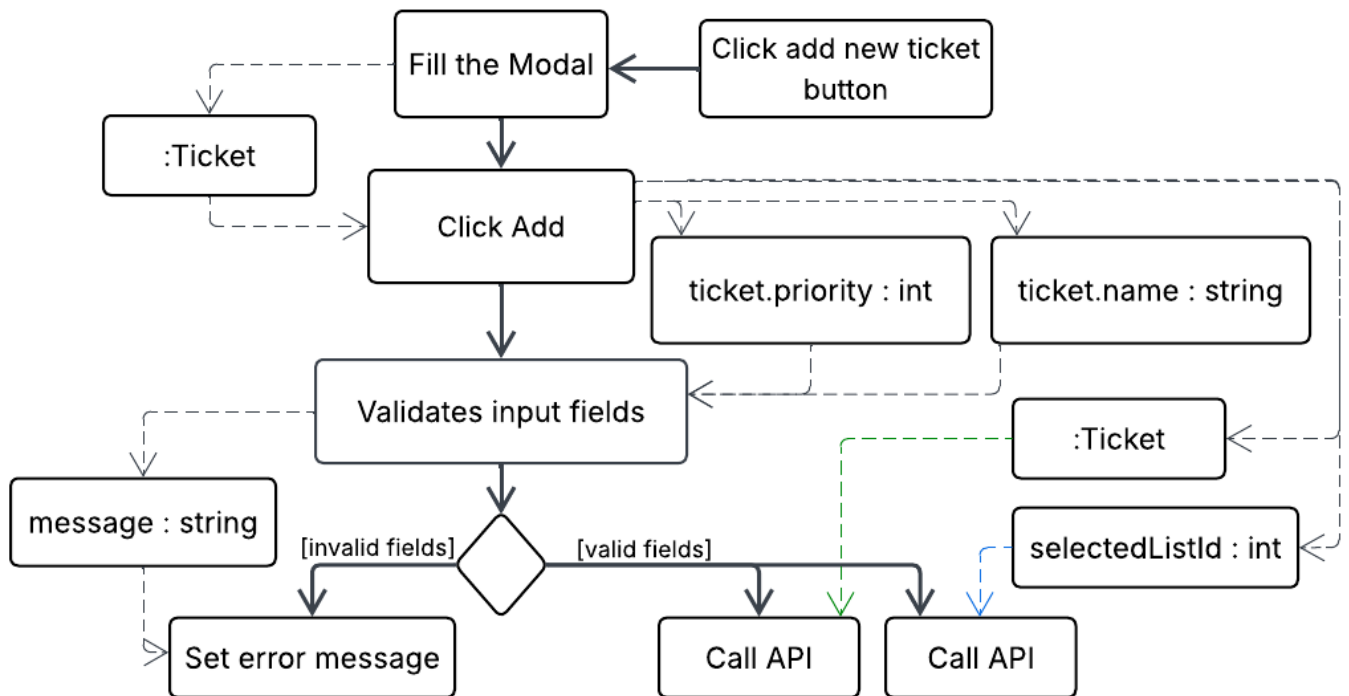 Click add new ticket
button
Fill the Modal
:Ticket
Click Add
ticket.priority : int
ticket.name : string
Validates input fields
:Ticket
message : string
selectedListId : int
[invalid fields]
[valid fields]
Set error message
Call API
Call API